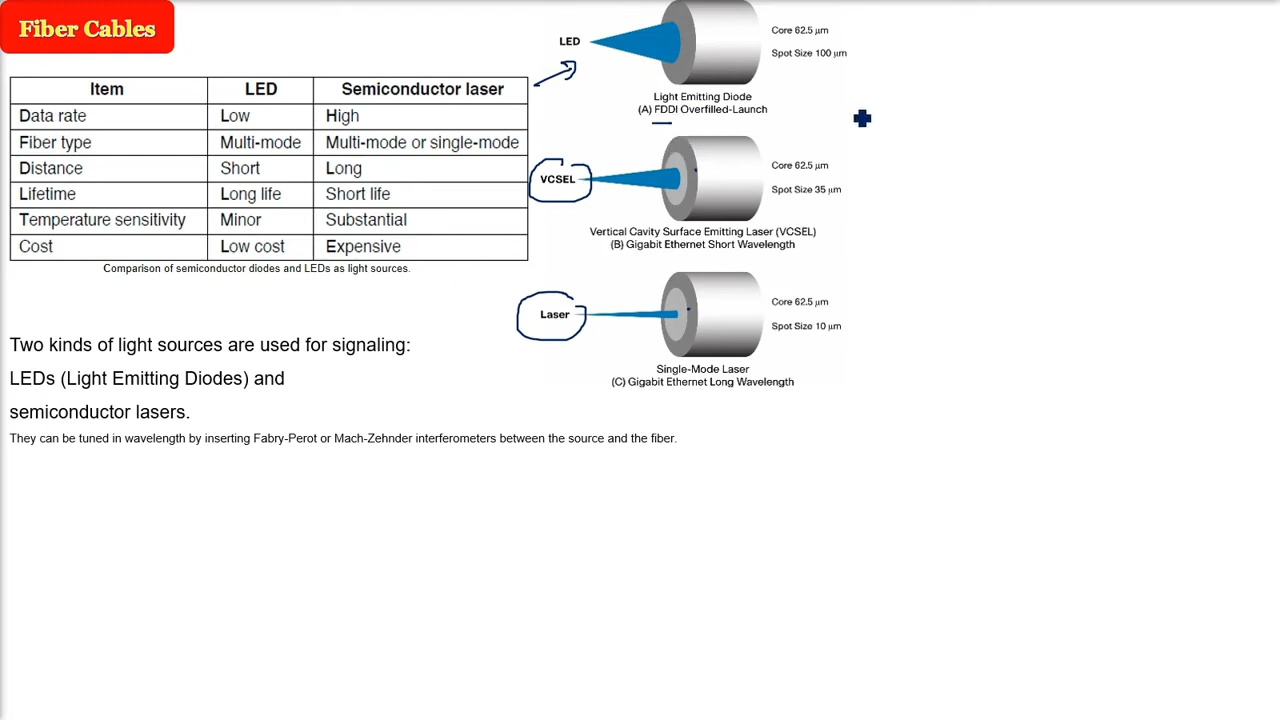 Fiber Cables
Item LED Semiconductor laser
Data rate Low High
Fiber type Multi-mode Multi-mode or single-mode
Distance Short Long
Lifetime Long life Short life
Temperature sensitivity Minor Substantial
Cost Low cost Expensive
Comparison of semiconductor diodes and LEDs as light sources.
LED
Core 62.5 μm
Spot Size 100 μm
Light Emitting Diode
(A) FDDI Overfilled-Launch
VCSEL
Core 62.5 μm
Spot Size 35 μm
Vertical Cavity Surface Emitting Laser (VCSEL)
(B) Gigabit Ethernet Short Wavelength
Laser
Core 62.5 μm
Spot Size 10 μm
Single-Mode Laser
(C) Gigabit Ethernet Long Wavelength
Two kinds of light sources are used for signaling:
LEDs (Light Emitting Diodes) and
semiconductor lasers.
They can be tuned in wavelength by inserting Fabry-Perot or Mach-Zehnder interferometers between the source and the fiber.